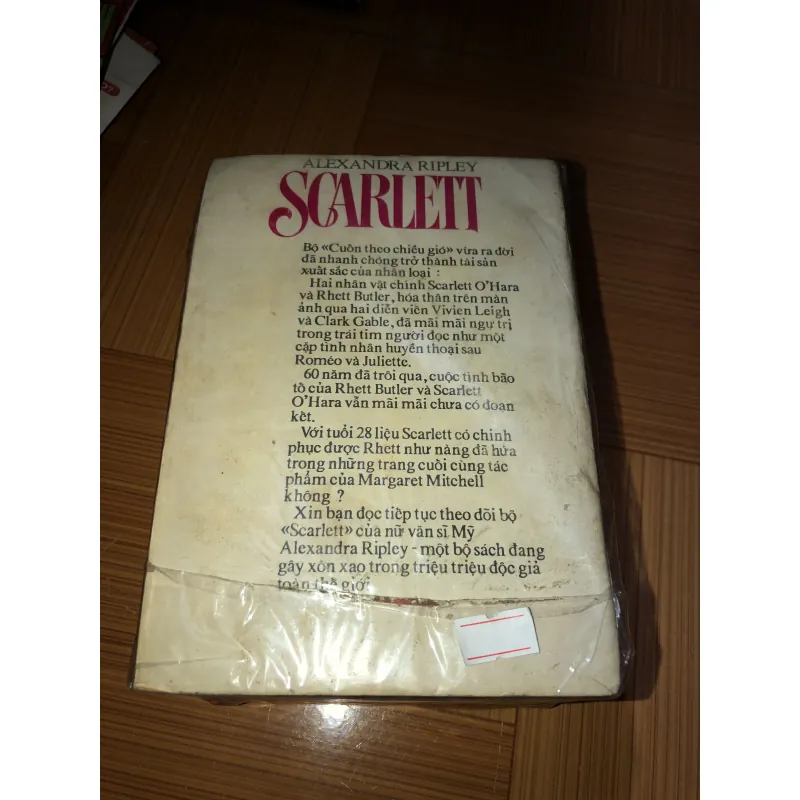 ALEXANDRA RIPLEY
SCARLETT
Bộ «Cuốn theo chiều gió» vừa ra đời
đã nhanh chóng trở thành tài sản
xuất sắc của nhân loại :
Hai nhân vật chính Scarlett O'Hara
và Rhett Butler, hóa thân trên màn
ảnh qua hai diễn viên Vivien Leigh
và Clark Gable, đã mãi mãi ngự trị
trong trái tim người đọc như một
cặp tình nhân huyền thoại sau
Roméo và Juliette.
60 năm đã trôi qua, cuộc tình bão
tố của Rhett Butler và Scarlett
O'Hara vẫn mãi mãi chưa có đoạn
kết.
Với tuổi 28 liệu Scarlett có chinh
phục được Rhett như nàng đã hứa
trong những trang cuối cùng tác
phẩm của Margaret Mitchell
không ?
Xin bạn đọc tiếp tục theo dõi bộ
«Scarlett» của nữ văn sĩ Mỹ
Alexandra Ripley - một bộ sách đang
gây xôn xao trong triệu triệu độc giả
toàn thế giới